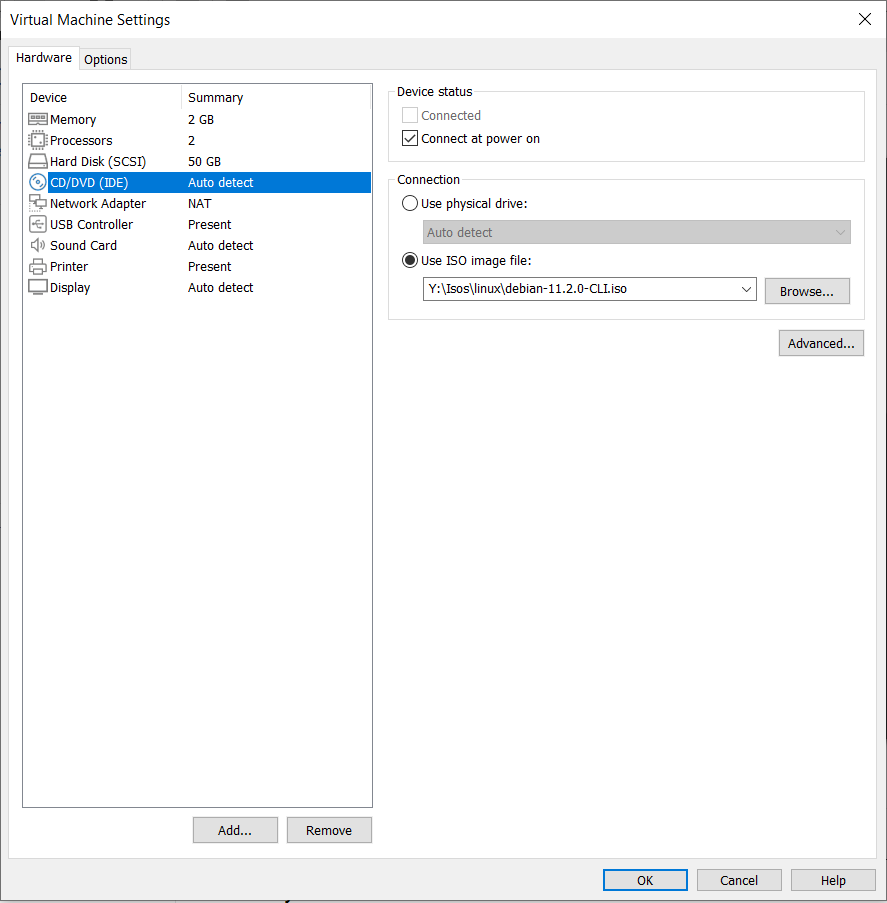 Virtual Machine Settings
Hardware
Options
Device Summary
Memory 2 GB
Processors 2
Hard Disk (SCSI) 50 GB
CD/DVD (IDE) Auto detect
Network Adapter NAT
USB Controller Present
Sound Card Auto detect
Printer Present
Display Auto detect
Add...
Remove
Device status
Connected
Connect at power on
Connection
Use physical drive:
Auto detect
Use ISO image file:
Y:\Isos\linux\debian-11.2.0-CLI.iso
Browse...
Advanced...
OK
Cancel
Help